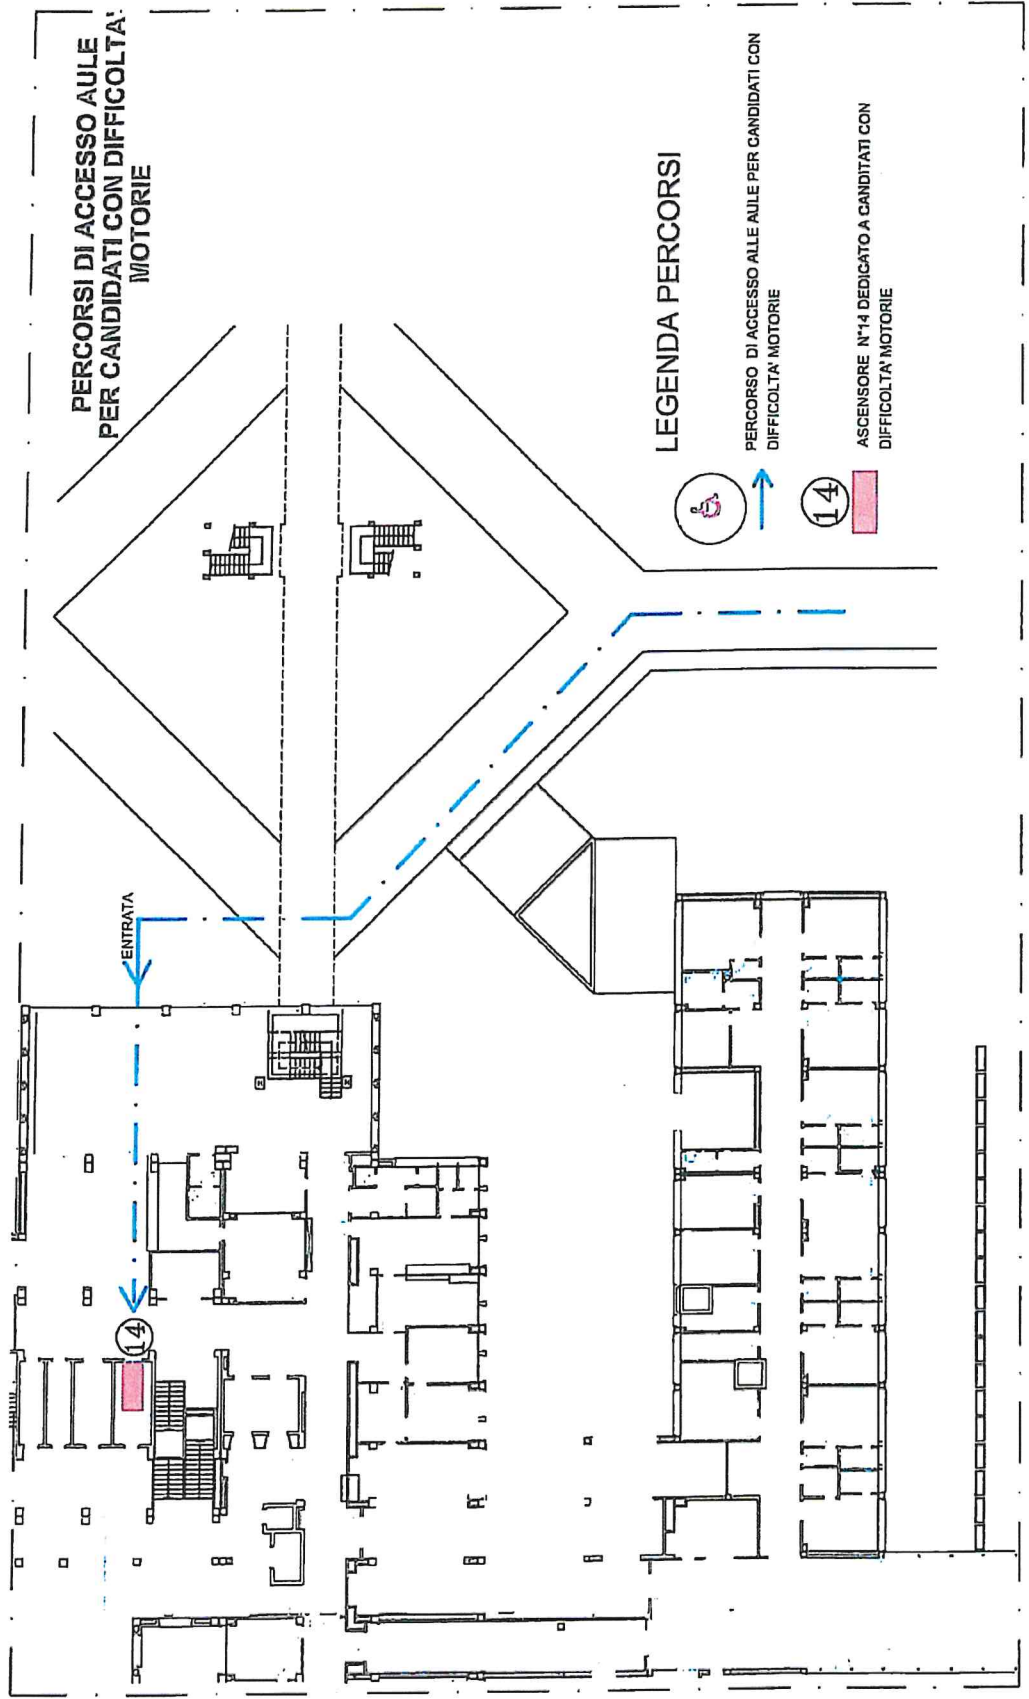 PERCORSI DI ACCESSO AULE
PER CANDIDATI CON DIFFICOLTA'
MOTORIE
ENTRATA
14
LEGENDA PERCORSI
PERCORSO DI ACCESSO ALLE AULE PER CANDIDATI CON
DIFFICOLTA' MOTORIE
14
ASCENSORE N°14 DEDICATO A CANDITATI CON
DIFFICOLTA' MOTORIE